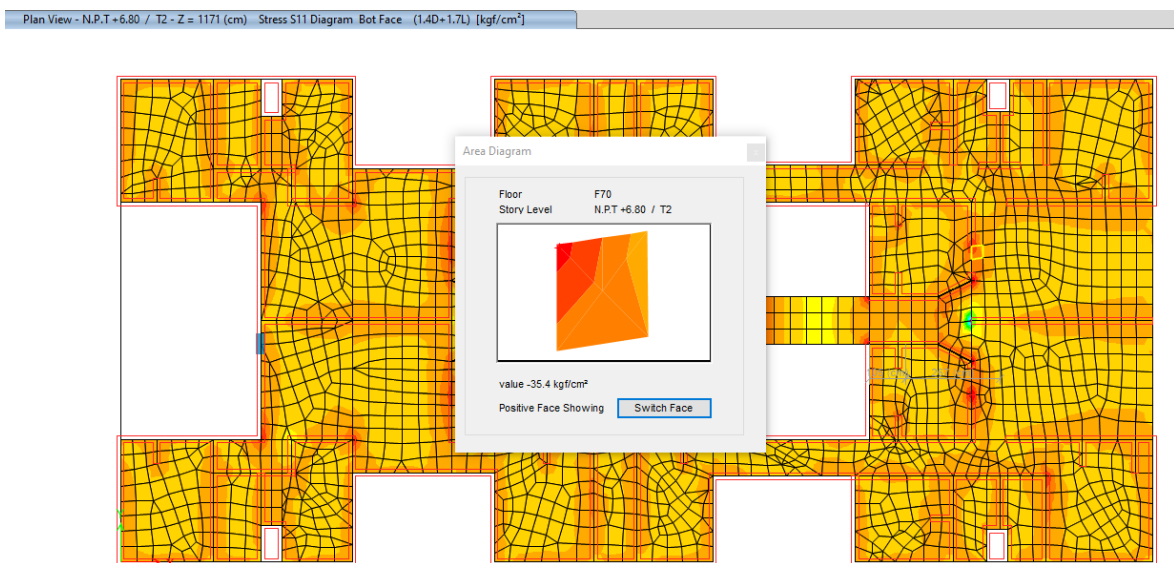 Plan View - N.P.T +6.80 / T2 - Z = 1171 (cm) Stress S11 Diagram Bot Face (1.4D+1.7L) [kgf/cm²]
Area Diagram
Floor F70
Story Level N.P.T +6.80 / T2
value -35.4 kgf/cm²
Positive Face Showing Switch Face